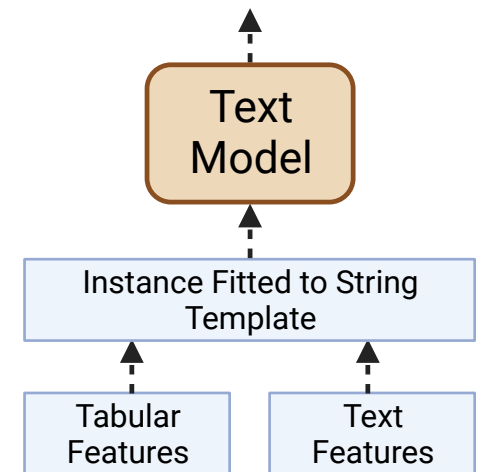 Text
Model
Instance Fitted to String
Template
Tabular
Features
Text
Features